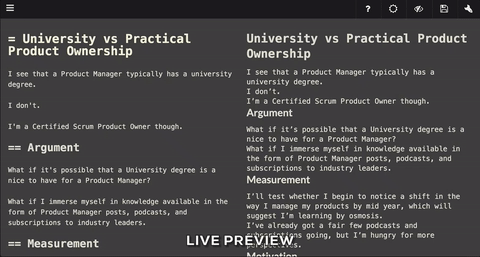 = University vs Practical
Product Ownership
I see that a Product Manager typically has a university
degree.
I don't.
I'm a Certified Scrum Product Owner though.
== Argument
What if it's possible that a University degree is a
nice to have for a Product Manager?
What if I immerse myself in knowledge available in the
form of Product Manager posts, podcasts, and
subscriptions to industry leaders.
== Measurement
University vs Practical Product
Ownership
I see that a Product Manager typically has a
university degree.
I don't.
I'm a Certified Scrum Product Owner though.
Argument
What if it's possible that a University degree is a
nice to have for a Product Manager?
What if I immerse myself in knowledge available in
the form of Product Manager posts, podcasts, and
subscriptions to industry leaders.
Measurement
I'll test whether I begin to notice a shift in the
way I manage my products by mid year, which will
suggest I'm learning by osmosis.
I've already got a fair few podcasts and
subscriptions going, but I'm hungry for more
perspectives.
Motivation
LIVE PREVIEW